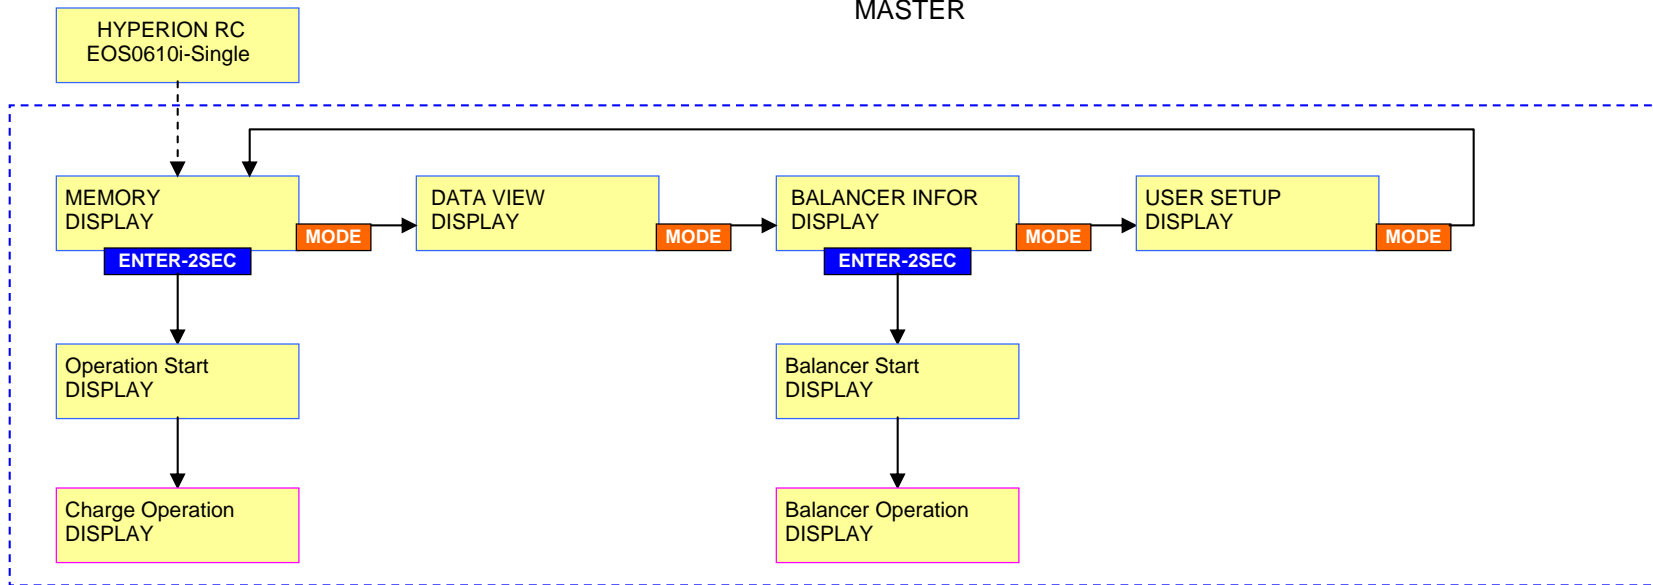 MASTER
HYPERION RC
EOS0610i-Single
MEMORY
DISPLAY
MODE
ENTER-2SEC
DATA VIEW
DISPLAY
MODE
BALANCER INFOR
DISPLAY
MODE
ENTER-2SEC
USER SETUP
DISPLAY
MODE
Operation Start
DISPLAY
Balancer Start
DISPLAY
Charge Operation
DISPLAY
Balancer Operation
DISPLAY